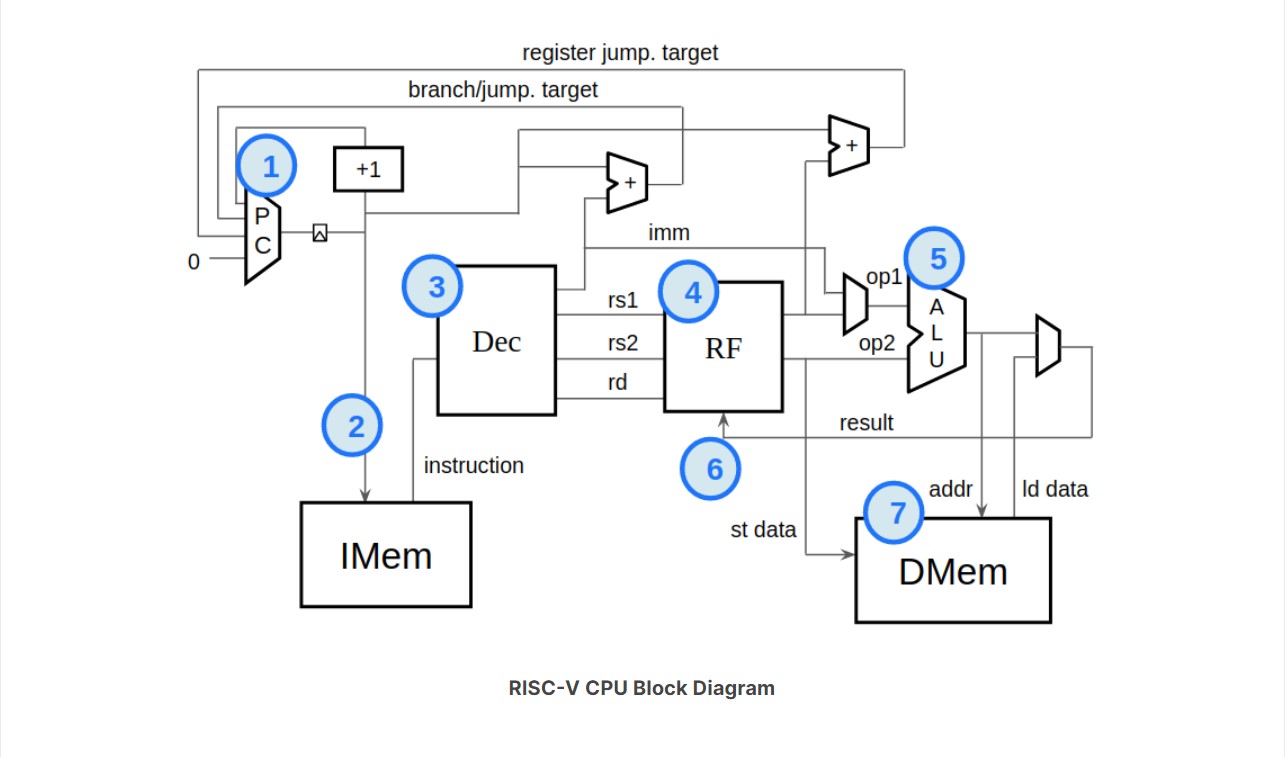 register jump. target
branch/jump. target
1
+1
+
+
P
C
0
imm
3
4
5
op1
rs1
Dec
rs2
RF
A
L
U
op2
rd
2
result
6
instruction
addr
ld data
7
st data
IMem
DMem
RISC-V CPU Block Diagram